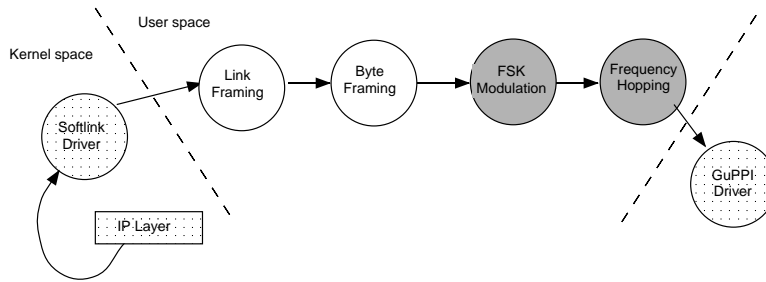 User space
Kernel space
Link
Framing
Byte
Framing
FSK
Modulation
Frequency
Hopping
Softlink
Driver
GuPPI
Driver
IP Layer